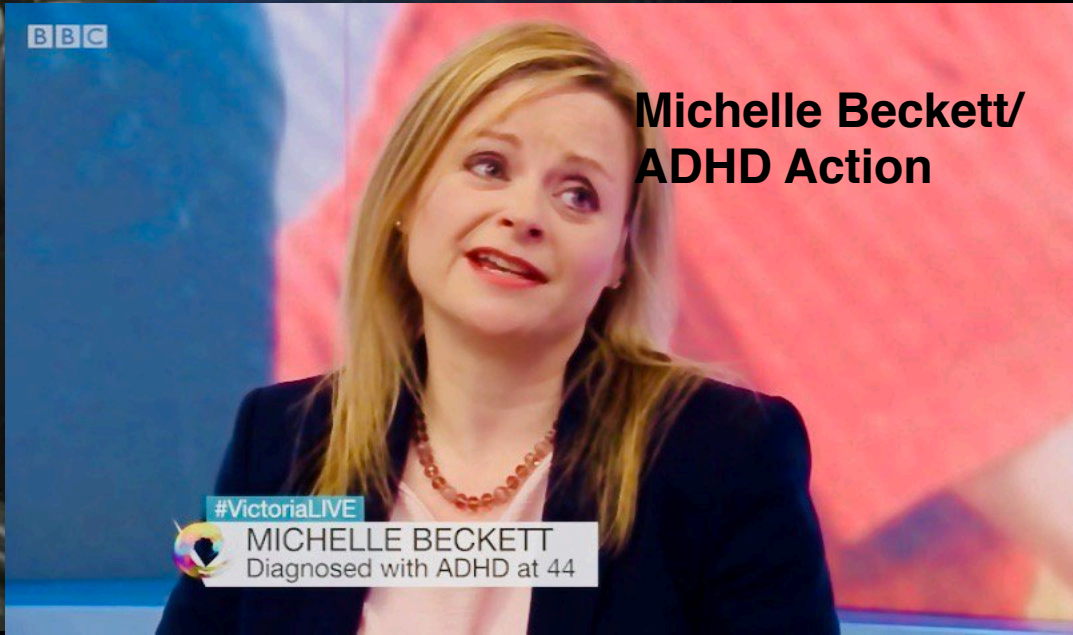 BBC
Michelle Beckett/
ADHD Action
#VictoriaLIVE
MICHELLE BECKETT
Diagnosed with ADHD at 44